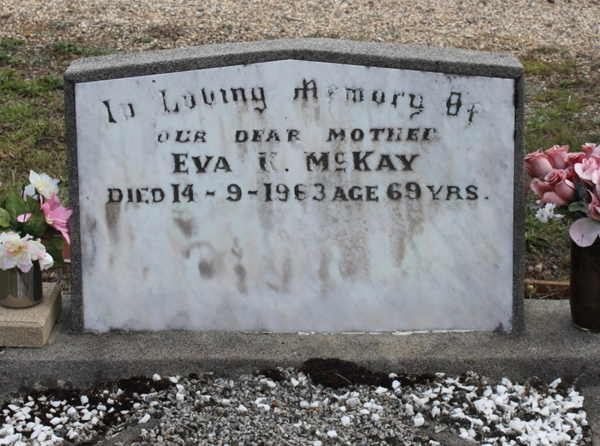 In Loving Memory Of
OUR DEAR MOTHER
EVA K. McKAY
DIED 14-9-1963 AGE 69 YRS.